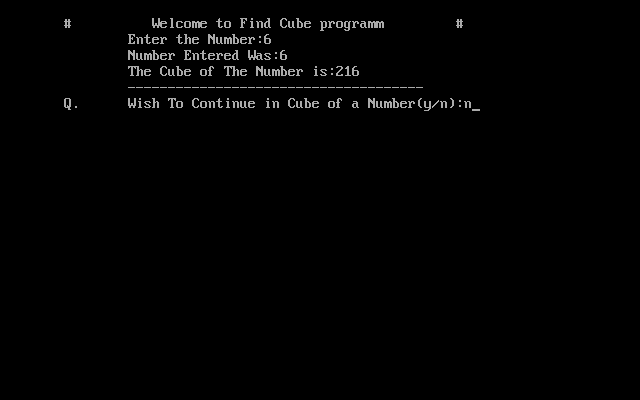 # Welcome to Find Cube programm #
Enter the Number:6
Number Entered Was:6
The Cube of The Number is:216
-------------------------------------
Q. Wish To Continue in Cube of a Number(y/n):n_